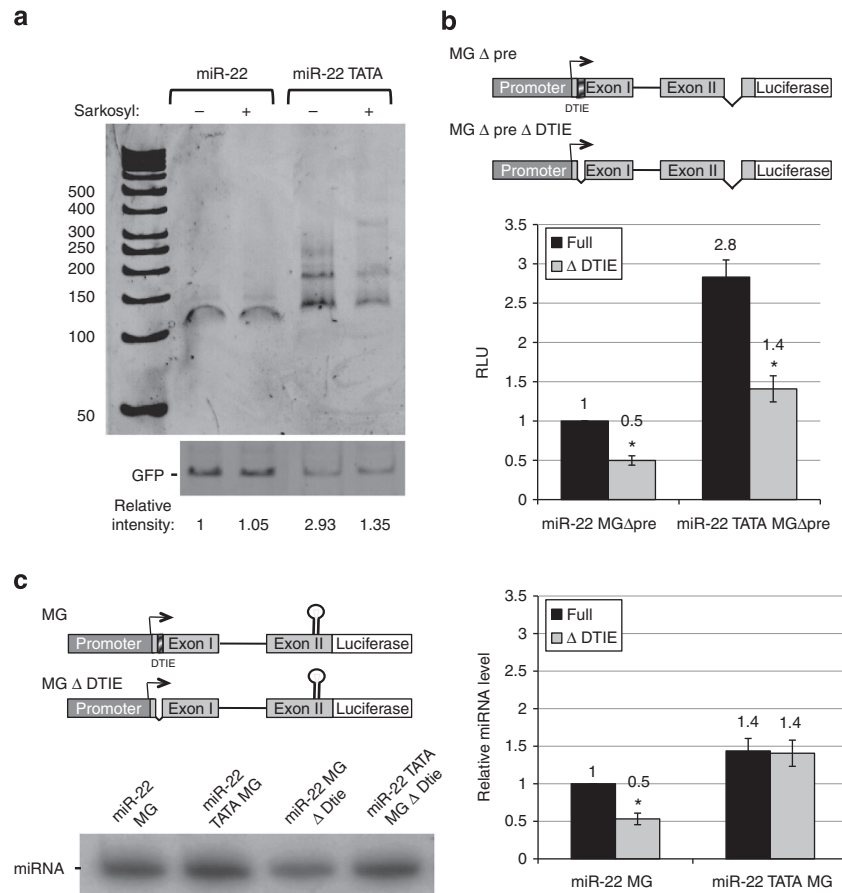 a
miR-22 miR-22 TATA
Sarkosyl: – + – +
500
400
300
250
200
150
100
50
GFP
Relative intensity: 1 1.05 2.93 1.35
b
MG Δ pre
Promoter Exon I Exon II Luciferase
DTIE
MG Δ pre Δ DTIE
Promoter Exon I Exon II Luciferase
3.5
3
2.5
2
1.5
1
0.5
0
RLU
Full
Δ DTIE
1
0.5
*
2.8
1.4
*
miR-22 MGΔpre miR-22 TATA MGΔpre
c
MG
Promoter Exon I Exon II Luciferase
DTIE
MG Δ DTIE
Promoter Exon I Exon II Luciferase
miR-22 MG
miR-22 TATA MG
miR-22 MG Δ Dtie
miR-22 TATA MG Δ Dtie
miRNA
3.5
3
2.5
2
1.5
1
0.5
0
Relative miRNA level
Full
Δ DTIE
1
0.5
*
1.4
1.4
miR-22 MG miR-22 TATA MG